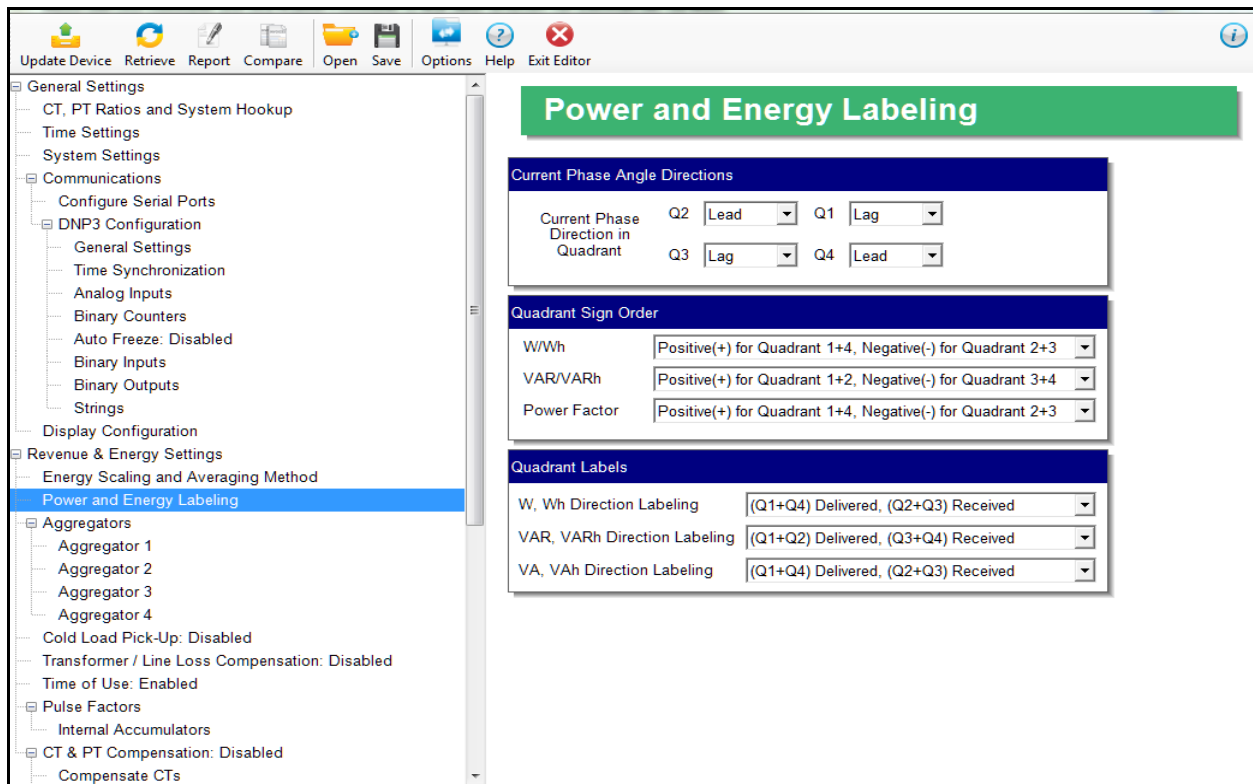 Update Device Retrieve Report Compare Open Save Options Help Exit Editor
General Settings
CT, PT Ratios and System Hookup
Time Settings
System Settings
Communications
Configure Serial Ports
DNP3 Configuration
General Settings
Time Synchronization
Analog Inputs
Binary Counters
Auto Freeze: Disabled
Binary Inputs
Binary Outputs
Strings
Display Configuration
Revenue & Energy Settings
Energy Scaling and Averaging Method
Power and Energy Labeling
Aggregators
Aggregator 1
Aggregator 2
Aggregator 3
Aggregator 4
Cold Load Pick-Up: Disabled
Transformer / Line Loss Compensation: Disabled
Time of Use: Enabled
Pulse Factors
Internal Accumulators
CT & PT Compensation: Disabled
Compensate CTs
Power and Energy Labeling
Current Phase Angle Directions
Current Phase
Direction in
Quadrant
Q2 Lead Q1 Lag
Q3 Lag Q4 Lead
Quadrant Sign Order
W/Wh Positive(+) for Quadrant 1+4, Negative(-) for Quadrant 2+3
VAR/VARh Positive(+) for Quadrant 1+2, Negative(-) for Quadrant 3+4
Power Factor Positive(+) for Quadrant 1+4, Negative(-) for Quadrant 2+3
Quadrant Labels
W, Wh Direction Labeling (Q1+Q4) Delivered, (Q2+Q3) Received
VAR, VARh Direction Labeling (Q1+Q2) Delivered, (Q3+Q4) Received
VA, VAh Direction Labeling (Q1+Q4) Delivered, (Q2+Q3) Received